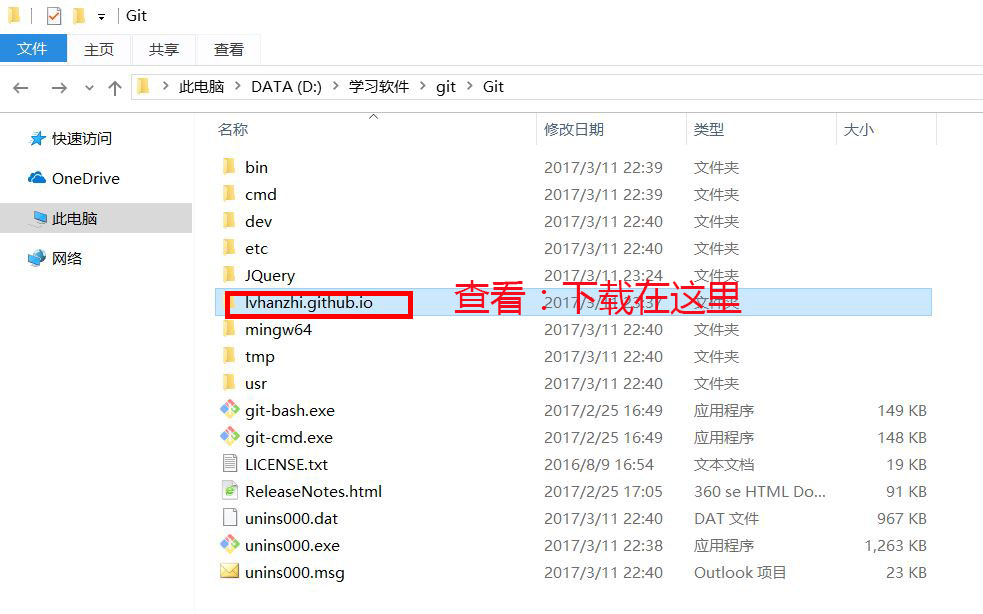 Git
文件 主页 共享 查看
此电脑 DATA (D:) 学习软件 git Git
名称 修改日期 类型 大小
快速访问
OneDrive
此电脑
网络
bin 2017/3/11 22:39 文件夹
cmd 2017/3/11 22:39 文件夹
dev 2017/3/11 22:40 文件夹
etc 2017/3/11 22:40 文件夹
JQuery 2017/3/11 23:24 文件夹
lvhanzhi.github.io 2017/3/11 23:37 文件夹
查看：下载在这里
mingw64 2017/3/11 22:40 文件夹
tmp 2017/3/11 22:40 文件夹
usr 2017/3/11 22:40 文件夹
git-bash.exe 2017/2/25 16:49 应用程序 149 KB
git-cmd.exe 2017/2/25 16:49 应用程序 148 KB
LICENSE.txt 2016/8/9 16:54 文本文档 19 KB
ReleaseNotes.html 2017/2/25 17:05 360 se HTML Do... 91 KB
unins000.dat 2017/3/11 22:40 DAT 文件 967 KB
unins000.exe 2017/3/11 22:38 应用程序 1,263 KB
unins000.msg 2017/3/11 22:40 Outlook 项目 23 KB